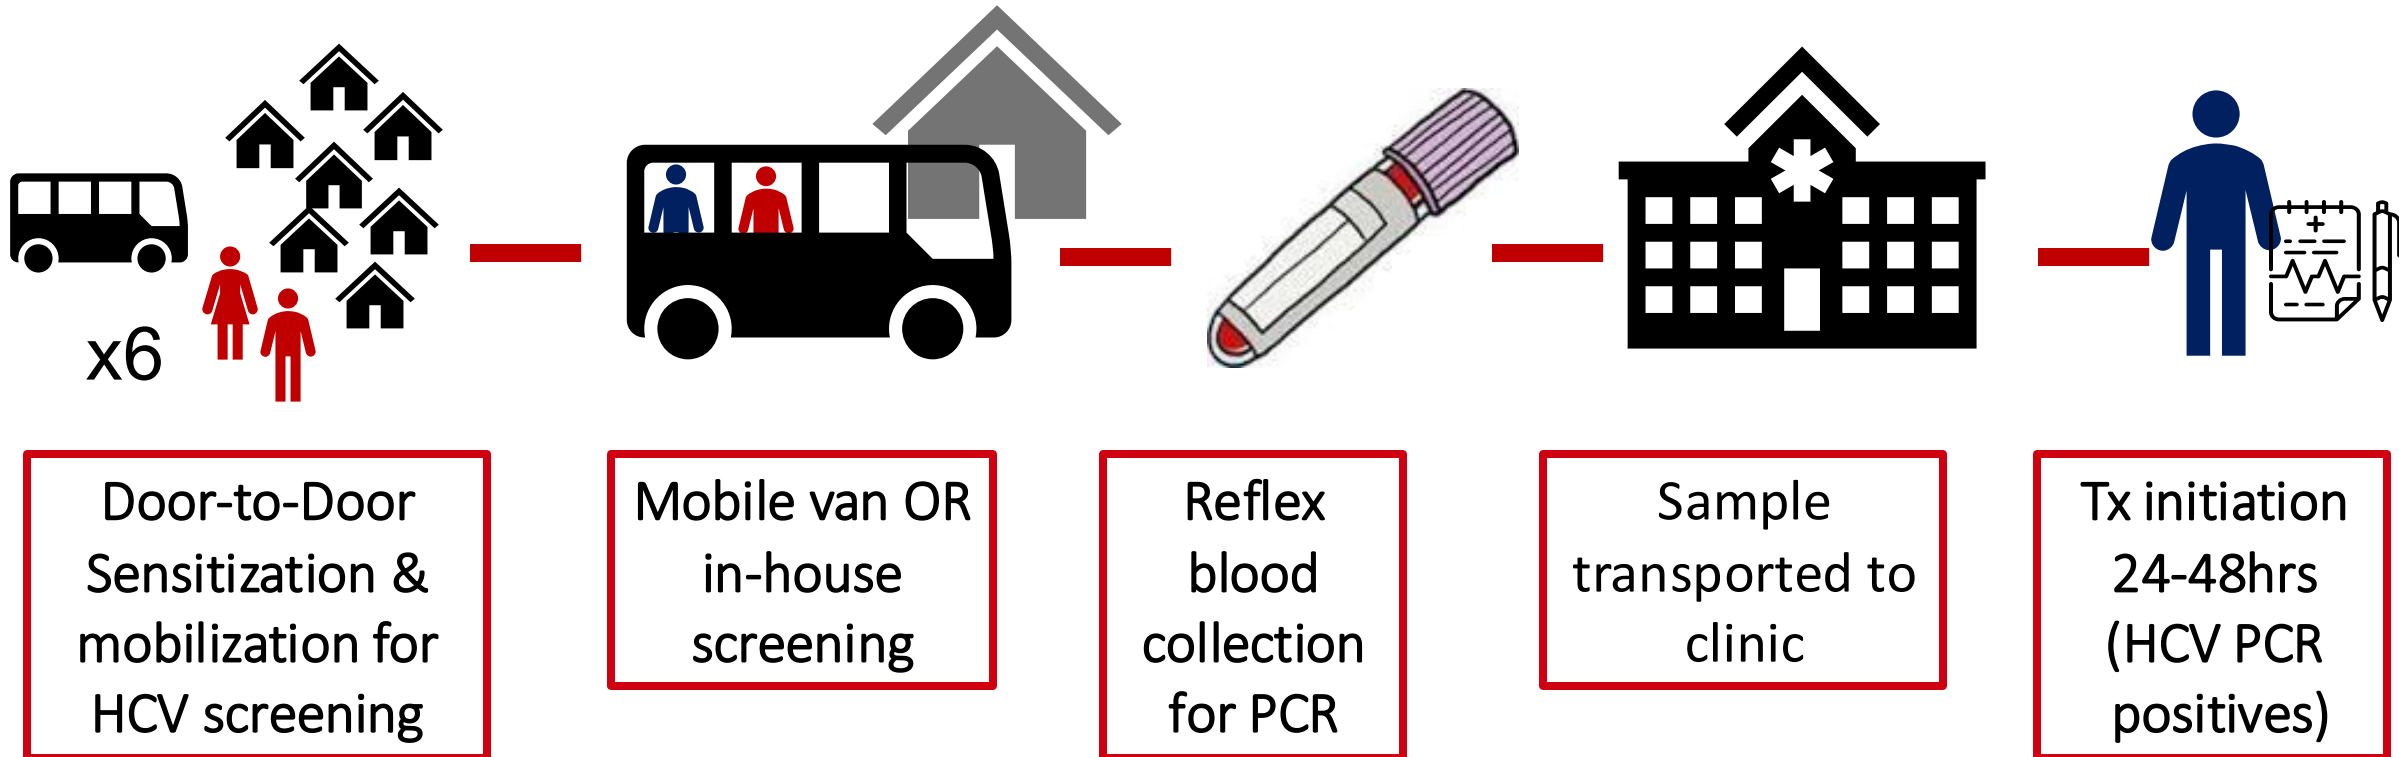 x6
Door-to-Door
Sensitization &
mobilization for
HCV screening
Mobile van OR
in-house
screening
Reflex
blood
collection
for PCR
Sample
transported to
clinic
Tx initiation
24-48hrs
(HCV PCR
positives)